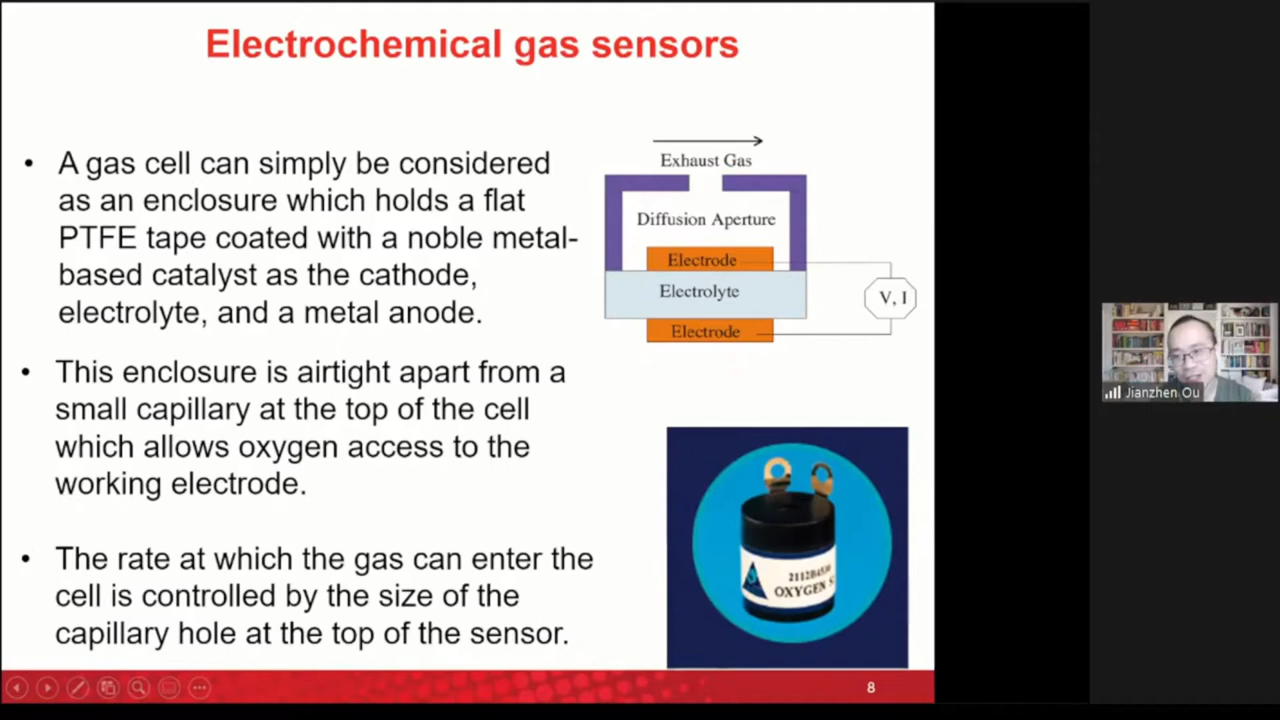 Electrochemical gas sensors
• A gas cell can simply be considered
as an enclosure which holds a flat
PTFE tape coated with a noble metal-
based catalyst as the cathode,
electrolyte, and a metal anode.
• This enclosure is airtight apart from a
small capillary at the top of the cell
which allows oxygen access to the
working electrode.
• The rate at which the gas can enter the
cell is controlled by the size of the
capillary hole at the top of the sensor.
Exhaust Gas
Diffusion Aperture
Electrode
Electrolyte
V, I
Electrode
OXYGEN
8
Jianzhen Ou